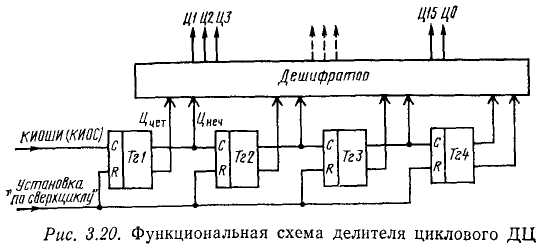 Ц1 Ц2 Ц3 Ц15 Ц0
Дешифратор
Цчет Цнеч
КИОШИ(КИОС)
С Тг1 С Тг2 С Тг3 С Тг4
R R R R
Установка
"по сверхциклу"
Рис. 3.20. Функциональная схема делителя циклового ДЦ